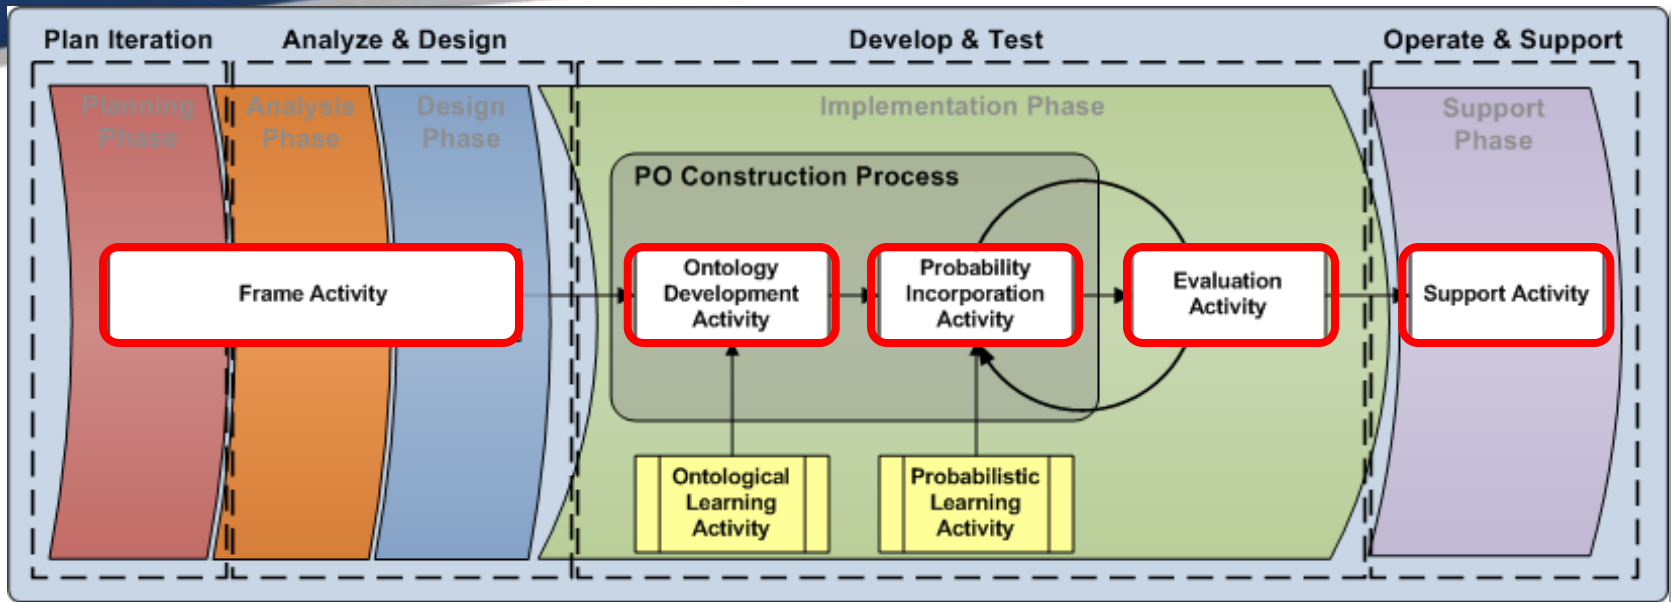 Plan Iteration
Analyze & Design
Develop & Test
Operate & Support
Planning
Phase
Analysis
Phase
Design
Phase
Implementation Phase
Support
Phase
PO Construction Process
Frame Activity
Ontology
Development
Activity
Probability
Incorporation
Activity
Evaluation
Activity
Support Activity
Ontological
Learning
Activity
Probabilistic
Learning
Activity